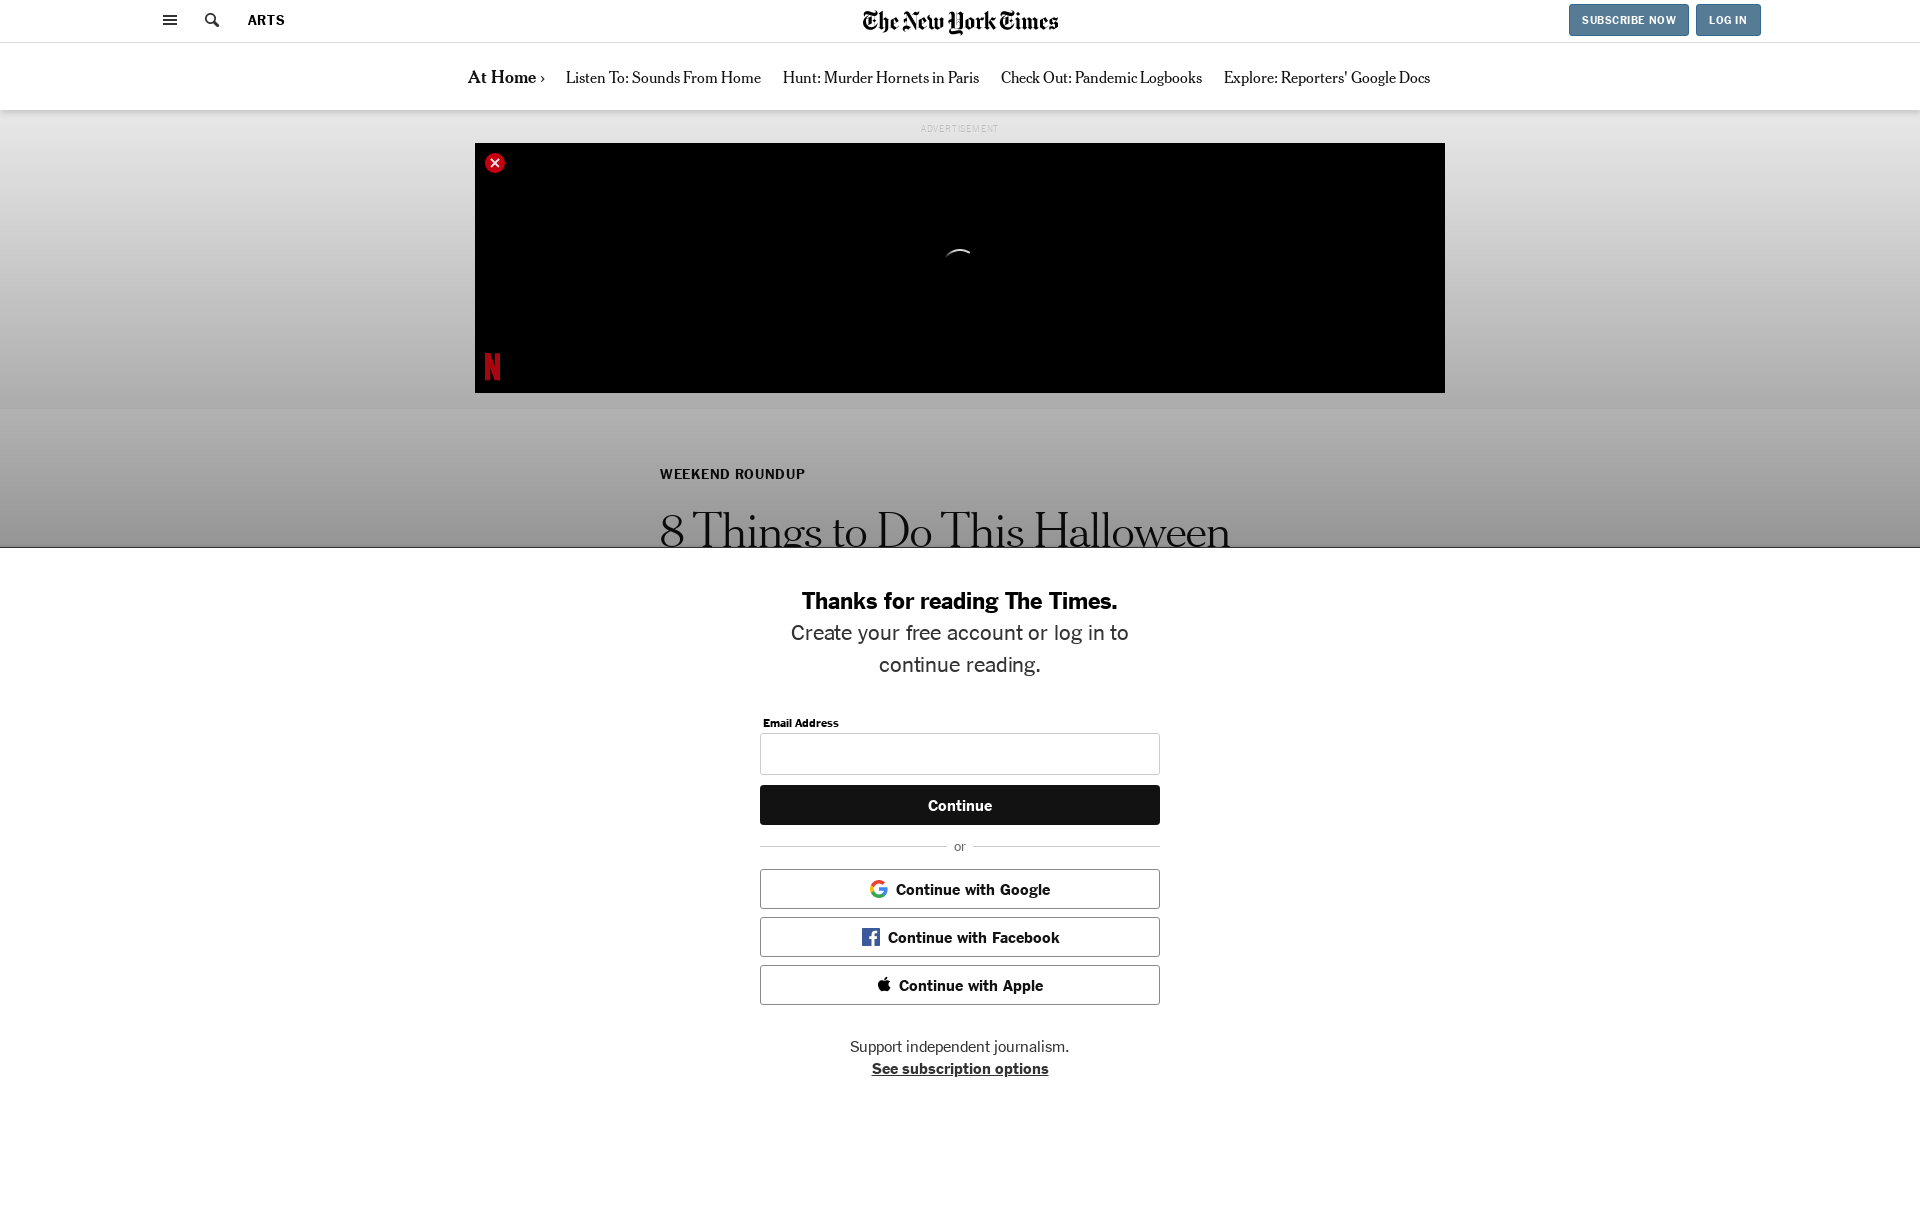 ARTS
The New York Times
SUBSCRIBE NOW
LOG IN
At Home ›
Listen To: Sounds From Home
Hunt: Murder Hornets in Paris
Check Out: Pandemic Logbooks
Explore: Reporters' Google Docs
ADVERTISEMENT
N
WEEKEND ROUNDUP
8 Things to Do This Halloween
Thanks for reading The Times.
Create your free account or log in to
continue reading.
Email Address
Continue
or
Continue with Google
Continue with Facebook
Continue with Apple
Support independent journalism.
See subscription options